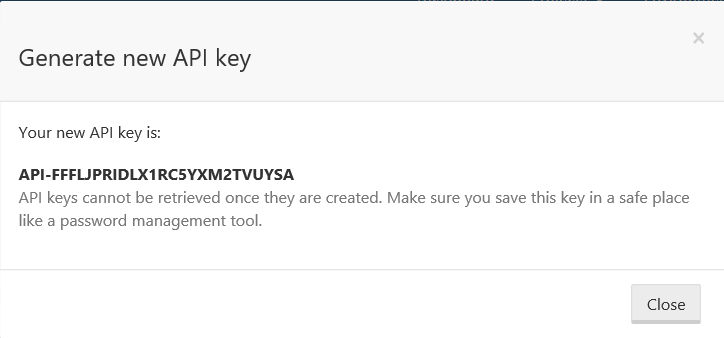 Generate new API key
×
Your new API key is:
API-FFFLJPRIDLX1RC5YXM2TVUYSA
API keys cannot be retrieved once they are created. Make sure you save this key in a safe place
like a password management tool.
Close